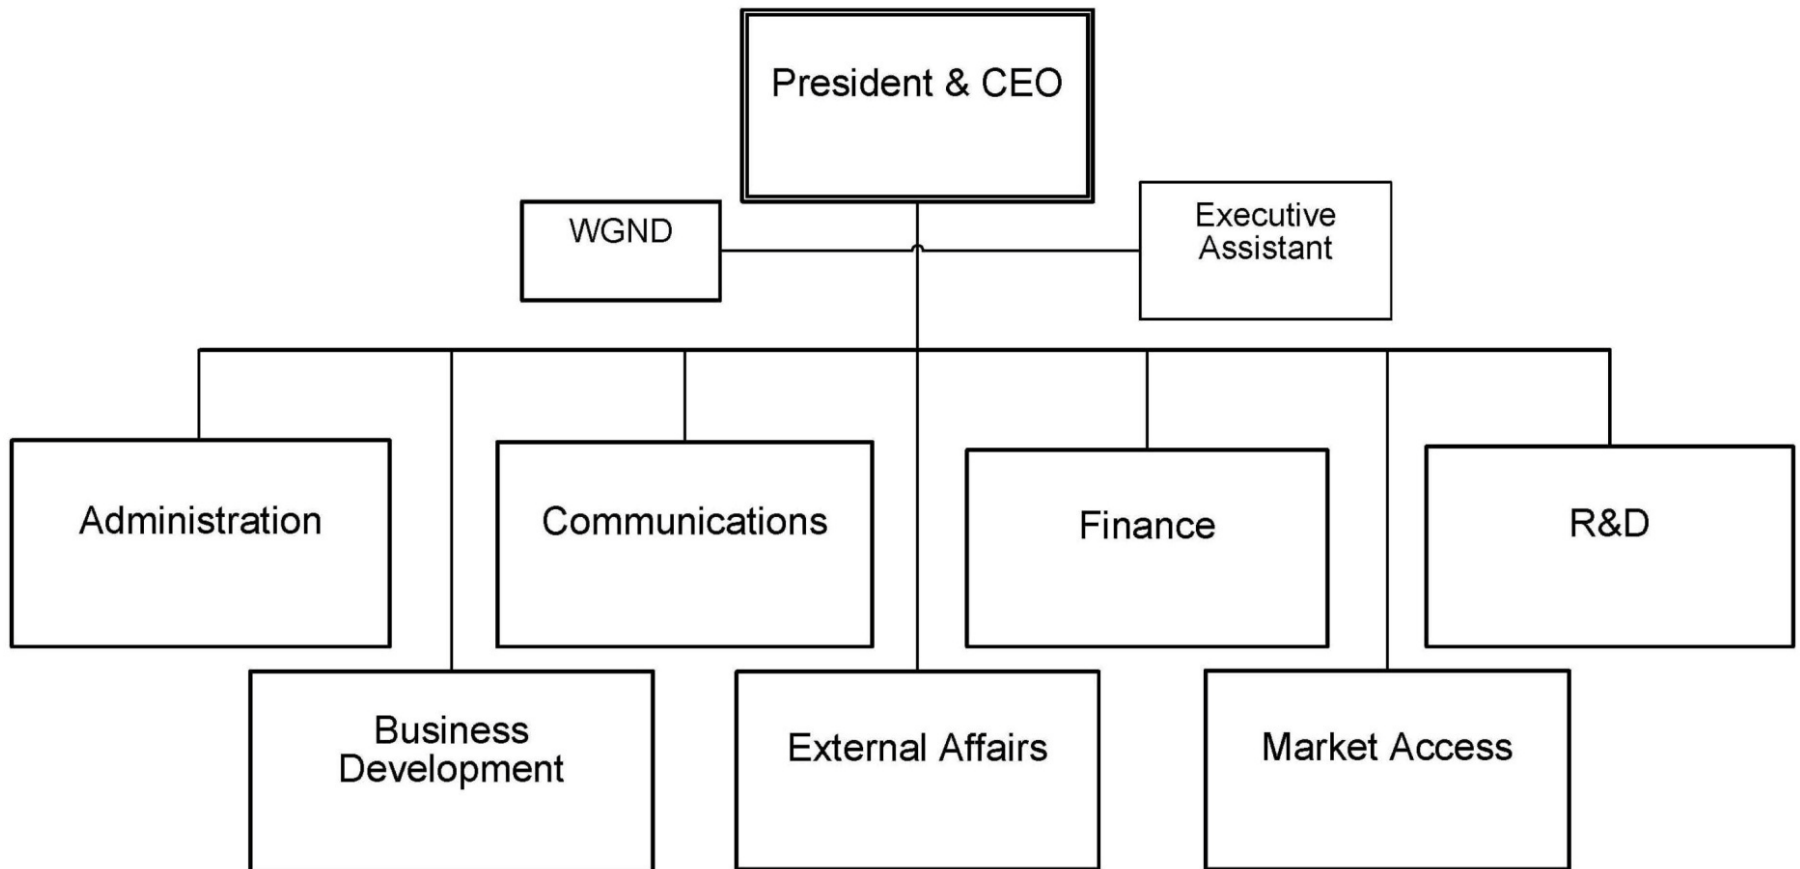 President & CEO
WGND
Executive
Assistant
Administration
Communications
Finance
R&D
Business
Development
External Affairs
Market Access